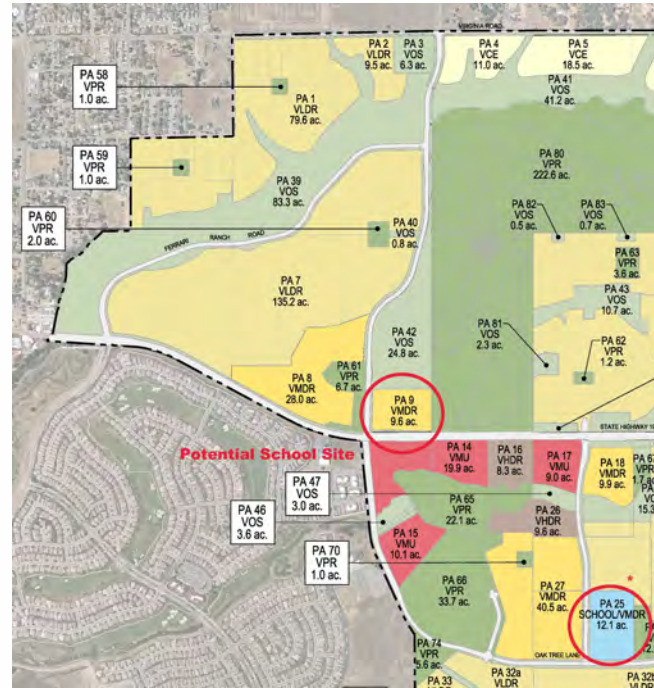 VIRGINIA ROAD
PA 2
VLDR
9.5 ac.
PA 3
VOS
6.3 ac.
PA 4
VCE
11.0 ac.
PA 5
VCE
18.5 ac.
PA 58
VPR
1.0 ac.
PA 1
VLDR
79.6 ac.
PA 41
VOS
41.2 ac.
PA 59
VPR
1.0 ac.
PA 39
VOS
83.3 ac.
PA 80
VPR
222.6 ac.
PA 60
VPR
2.0 ac.
PA 40
VOS
0.8 ac.
PA 82
VOS
0.5 ac.
PA 83
VOS
0.7 ac.
FERRARI RANCH ROAD
PA 63
VPR
3.6 ac.
PA 7
VLDR
135.2 ac.
PA 43
VOS
10.7 ac.
PA 81
VOS
2.3 ac.
PA 42
VOS
24.8 ac.
PA 62
VPR
1.2 ac.
PA 8
VMDR
28.0 ac.
PA 61
VPR
6.7 ac.
PA 9
VMDR
9.6 ac.
STATE HIGHWAY
Potential School Site
PA 14
VMU
19.9 ac.
PA 16
VHDR
8.3 ac.
PA 17
VMU
9.0 ac.
PA 18
VMDR
9.9 ac.
VPR
1.7 ac.
15.3
PA 47
VOS
3.0 ac.
PA 46
VOS
3.6 ac.
PA 65
VPR
22.1 ac.
PA 26
VHDR
9.6 ac.
PA 15
VMU
10.1 ac.
PA 70
VPR
1.0 ac.
PA 66
VPR
33.7 ac.
PA 27
VMDR
40.5 ac.
*
PA 25
SCHOOL/VMDR
12.1 ac.
OAK TREE LANE
PA 74
VPR
5.6 ac.
PA 33
PA 32a
VLDR
PA 32b